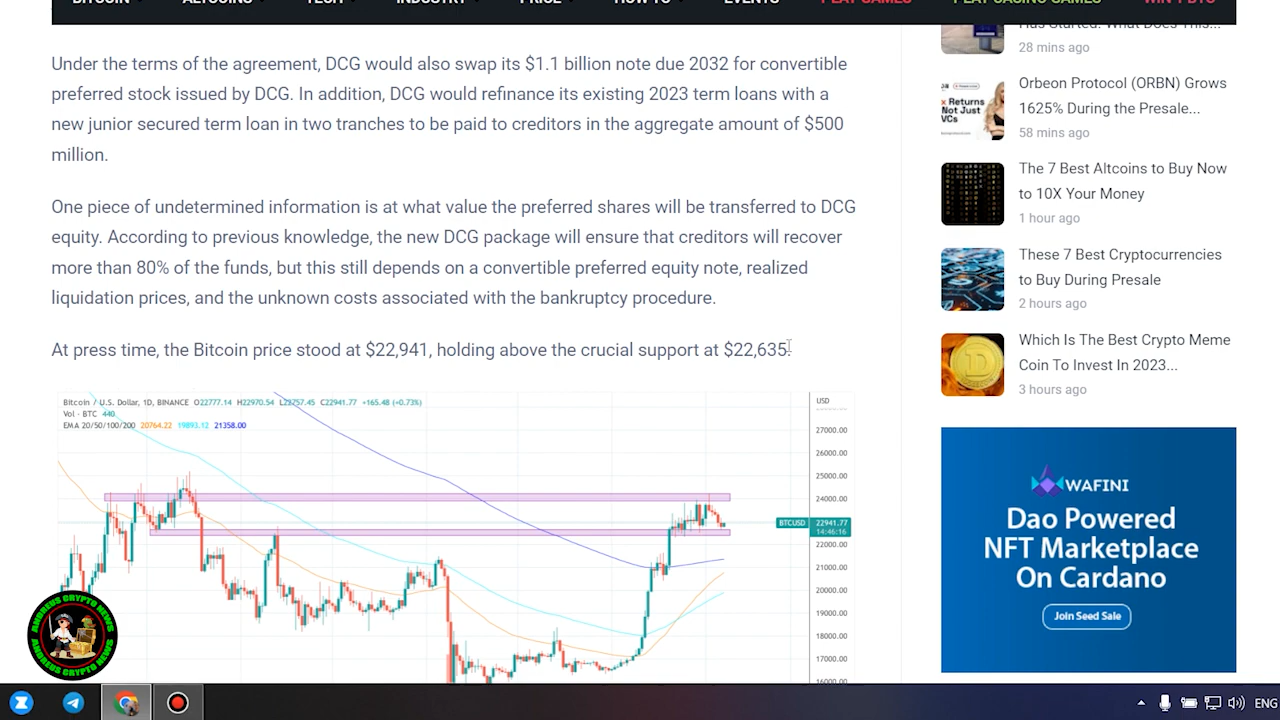 BITCOIN ALTCOINS TECH INDUSTRY PRICE HOW TO EVENTS PLAY GAMES PLAY CASINO GAMES WIN 1 BTC
Under the terms of the agreement, DCG would also swap its $1.1 billion note due 2032 for convertible
preferred stock issued by DCG. In addition, DCG would refinance its existing 2023 term loans with a
new junior secured term loan in two tranches to be paid to creditors in the aggregate amount of $500
million.
One piece of undetermined information is at what value the preferred shares will be transferred to DCG
equity. According to previous knowledge, the new DCG package will ensure that creditors will recover
more than 80% of the funds, but this still depends on a convertible preferred equity note, realized
liquidation prices, and the unknown costs associated with the bankruptcy procedure.
At press time, the Bitcoin price stood at $22,941, holding above the crucial support at $22,635.
Bitcoin / U.S. Dollar, 1D, BINANCE O22777.14 H22970.54 L22757.45 C22941.77 +165.48 (+0.73%)
Vol · BTC 440
EMA 20/50/100/200 20764.22 19893.12 21358.00
USD
27000.00
26000.00
25000.00
24000.00
BTCUSD 22941.77
14:46:16
22000.00
21000.00
20000.00
19000.00
18000.00
17000.00
16000.00
Has Started: What Does This...
28 mins ago
Orbeon Protocol (ORBN) Grows
1625% During the Presale...
58 mins ago
x Returns
Not Just
VCs
The 7 Best Altcoins to Buy Now
to 10X Your Money
1 hour ago
These 7 Best Cryptocurrencies
to Buy During Presale
2 hours ago
Which Is The Best Crypto Meme
Coin To Invest In 2023...
3 hours ago
WAFINI
Dao Powered
NFT Marketplace
On Cardano
Join Seed Sale
ANDREUS CRYPTO NEWS
ANDREUS CRYPTO NEWS
ENG